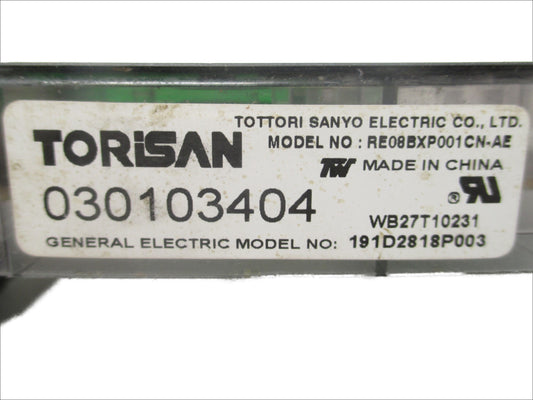 TOTTORI SANYO ELECTRIC CO., LTD.
TORiSAN
MODEL NO : RE08BXP001CN-AE
MADE IN CHINA
030103404
WB27T10231
GENERAL ELECTRIC MODEL NO: 191D2818P003